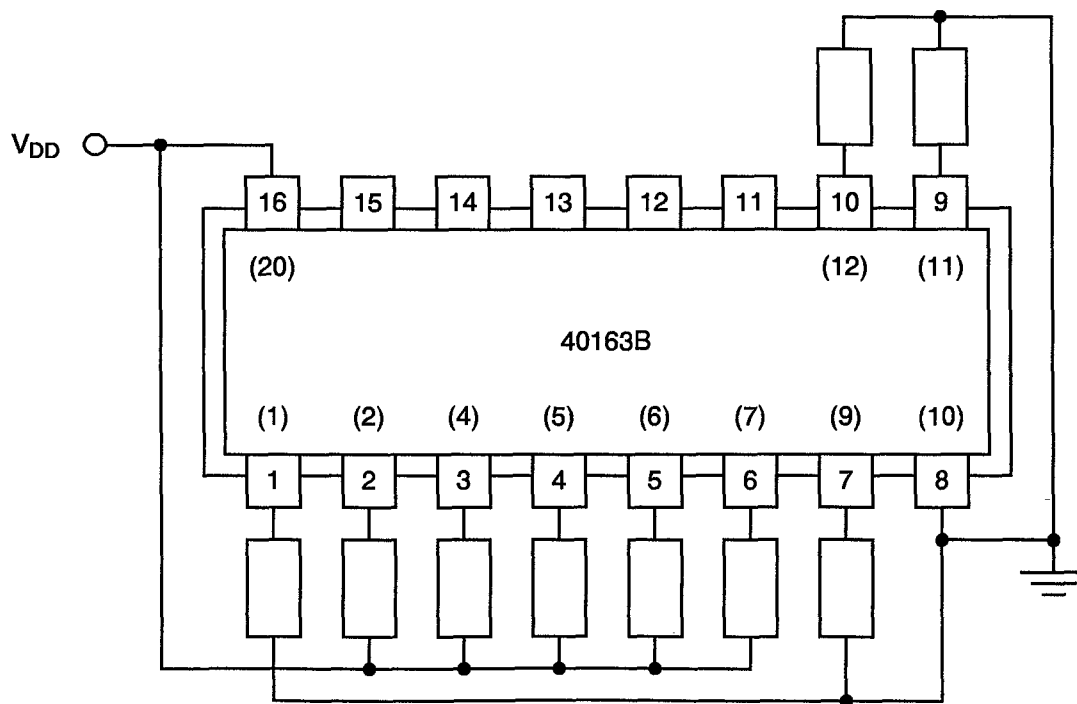 V_DD
16 15 14 13 12 11 10 9
(20) (12) (11)
40163B
(1) (2) (4) (5) (6) (7) (9) (10)
1 2 3 4 5 6 7 8